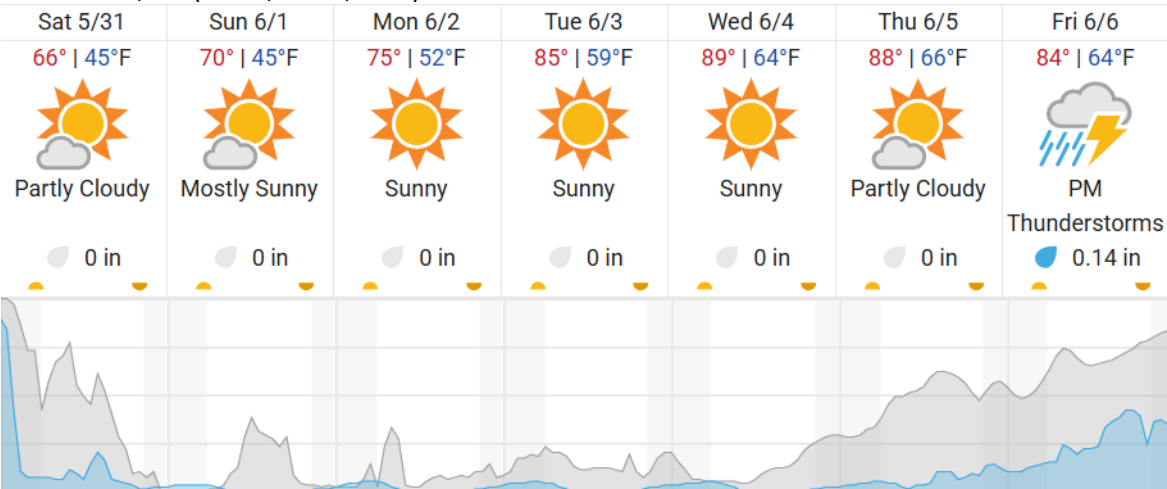 Sat 5/31 Sun 6/1 Mon 6/2 Tue 6/3 Wed 6/4 Thu 6/5 Fri 6/6
66° | 45°F 70° | 45°F 75° | 52°F 85° | 59°F 89° | 64°F 88° | 66°F 84° | 64°F
Partly Cloudy Mostly Sunny Sunny Sunny Sunny Partly Cloudy PM
Thunderstorms
0 in 0 in 0 in 0 in 0 in 0 in 0.14 in